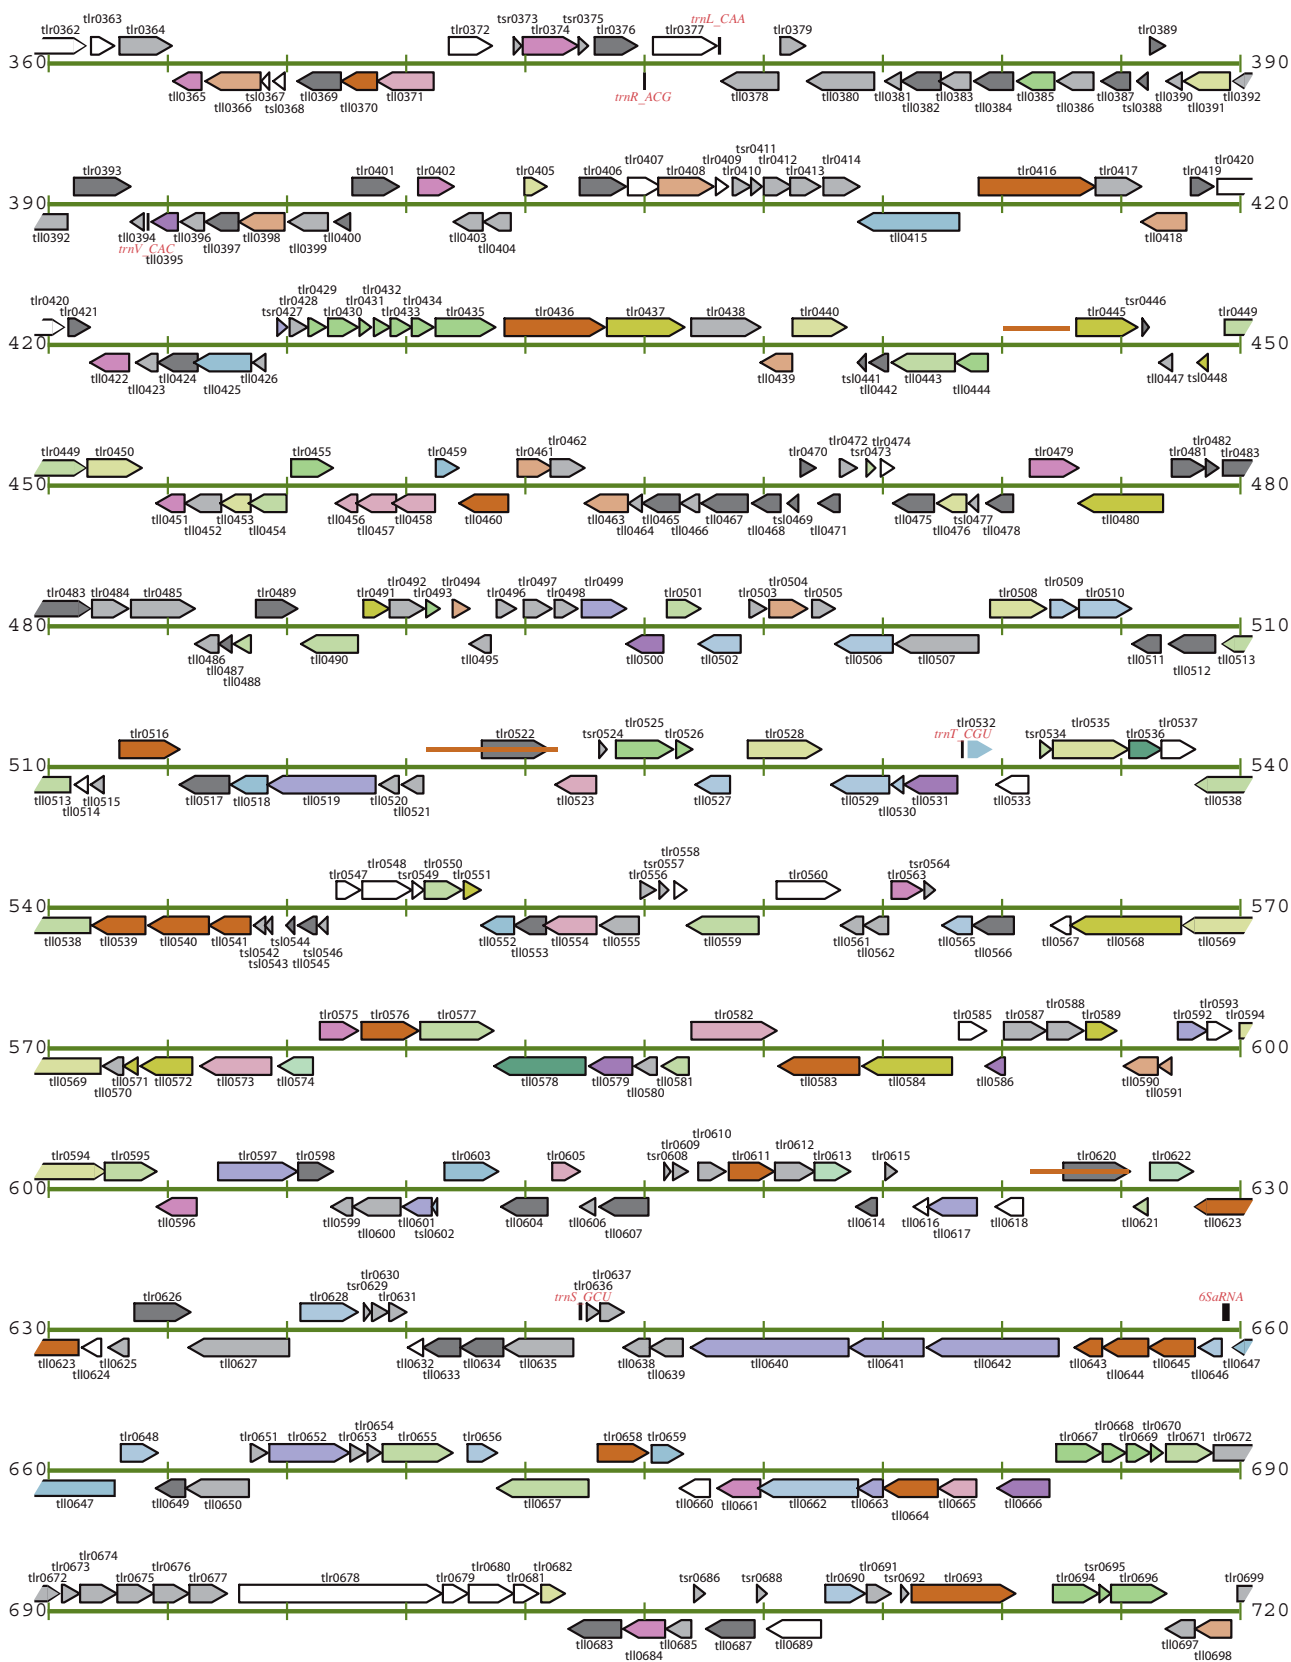 tlr0363
tlr0362 tlr0364 tlr0372 tsr0373 tlr0374 tsr0375 tlr0376 tlr0377 trnL_CAA tlr0379 tlr0389
360 390
tll0365 tll0366 tsl0367 tsl0368 tll0369 tll0370 tll0371 trnR_ACG tll0378 tll0380 tll0381 tll0382 tll0383 tll0384 tll0385 tll0386 tll0387 tsl0388 tll0390 tll0391 tll0392
tlr0393 tlr0401 tlr0402 tlr0405 tlr0406 tlr0407 tlr0408 tlr0409 tlr0410 tsr0411 tlr0412 tlr0413 tlr0414 tlr0416 tlr0417 tlr0419 tlr0420
390 420
tll0392 tll0394 trnV_CAC tll0395 tll0396 tll0397 tll0398 tll0399 tll0400 tll0403 tll0404 tll0415 tll0418
tlr0420 tlr0421 tsr0427 tlr0428 tlr0429 tlr0430 tlr0431 tlr0432 tlr0433 tlr0434 tlr0435 tlr0436 tlr0437 tlr0438 tlr0440 tlr0445 tsr0446 tlr0449
420 450
tll0422 tll0423 tll0424 tll0425 tll0426 tll0439 tsl0441 tll0442 tll0443 tll0444 tll0447 tsl0448
tlr0449 tlr0450 tlr0455 tlr0459 tlr0461 tlr0462 tlr0470 tlr0472 tsr0473 tlr0474 tlr0479 tlr0481 tlr0482 tlr0483
450 480
tll0451 tll0452 tll0453 tll0454 tll0456 tll0457 tll0458 tll0460 tll0463 tll0464 tll0465 tll0466 tll0467 tll0468 tsl0469 tll0471 tll0475 tll0476 tsl0477 tll0478 tll0480
tlr0483 tlr0484 tlr0485 tlr0489 tlr0491 tlr0492 tlr0493 tlr0494 tlr0496 tlr0497 tlr0498 tlr0499 tlr0501 tlr0503 tlr0504 tlr0505 tlr0508 tlr0509 tlr0510
480 510
tll0486 tll0487 tll0488 tll0490 tll0495 tll0500 tll0502 tll0506 tll0507 tll0511 tll0512 tll0513
tlr0516 tlr0522 tsr0524 tlr0525 tlr0526 tlr0528 trnT_CGU tlr0532 tsr0534 tlr0535 tlr0536 tlr0537
510 540
tll0513 tll0514 tll0515 tll0517 tll0518 tll0519 tll0520 tll0521 tll0523 tll0527 tll0529 tll0530 tll0531 tll0533 tll0538
tlr0547 tlr0548 tsr0549 tlr0550 tlr0551 tlr0556 tsr0557 tlr0558 tlr0560 tlr0563 tsr0564
540 570
tll0538 tll0539 tll0540 tll0541 tsl0542 tsl0543 tsl0544 tll0545 tsl0546 tll0552 tll0553 tll0554 tll0555 tll0559 tll0561 tll0562 tll0565 tll0566 tll0567 tll0568 tll0569
tlr0575 tlr0576 tlr0577 tlr0582 tlr0585 tlr0587 tlr0588 tlr0589 tlr0592 tlr0593 tlr0594
570 600
tll0569 tll0570 tll0571 tll0572 tll0573 tll0574 tll0578 tll0579 tll0580 tll0581 tll0583 tll0584 tll0586 tll0590 tll0591
tlr0594 tlr0595 tlr0597 tlr0598 tlr0603 tlr0605 tsr0608 tlr0609 tlr0610 tlr0611 tlr0612 tlr0613 tlr0615 tlr0620 tlr0622
600 630
tll0596 tll0599 tll0600 tll0601 tsl0602 tll0604 tll0606 tll0607 tll0614 tll0616 tll0617 tll0618 tll0621 tll0623
tlr0626 tlr0628 tsr0629 tlr0630 tlr0631 trnS_GCU tlr0636 tlr0637 6SaRNA
630 660
tll0623 tll0624 tll0625 tll0627 tll0632 tll0633 tll0634 tll0635 tll0638 tll0639 tll0640 tll0641 tll0642 tll0643 tll0644 tll0645 tll0646 tll0647
tlr0648 tlr0651 tlr0652 tlr0653 tlr0654 tlr0655 tlr0656 tlr0658 tlr0659 tlr0667 tlr0668 tlr0669 tlr0670 tlr0671 tlr0672
660 690
tll0647 tll0649 tll0650 tll0657 tll0660 tll0661 tll0662 tll0663 tll0664 tll0665 tll0666
tlr0672 tlr0673 tlr0674 tlr0675 tlr0676 tlr0677 tlr0678 tlr0679 tlr0680 tlr0681 tlr0682 tsr0686 tsr0688 tlr0690 tlr0691 tsr0692 tlr0693 tlr0694 tsr0695 tlr0696 tlr0699
690 720
tll0683 tll0684 tll0685 tll0687 tll0689 tll0697 tll0698